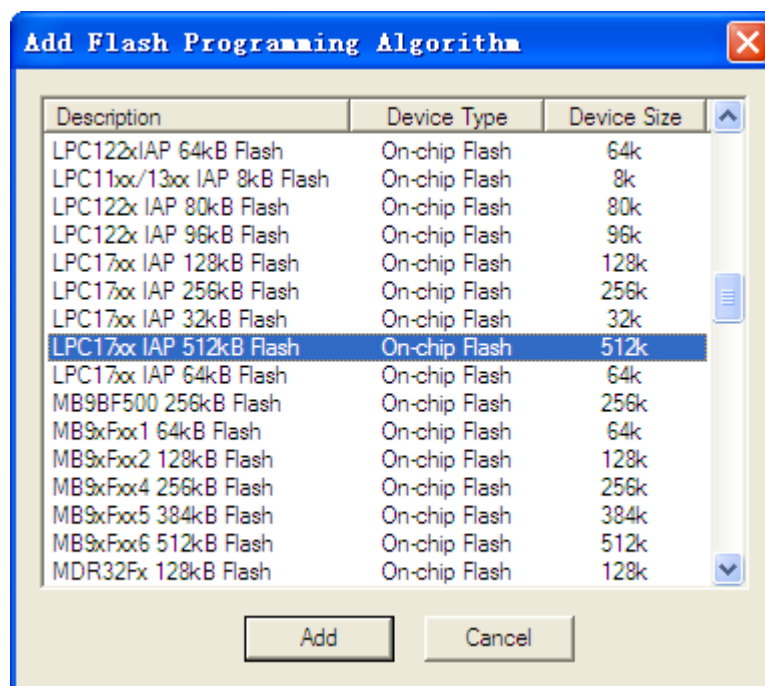 Add Flash Programming Algorithm
Description Device Type Device Size
LPC122xIAP 64kB Flash On-chip Flash 64k
LPC11xx/13xx IAP 8kB Flash On-chip Flash 8k
LPC122x IAP 80kB Flash On-chip Flash 80k
LPC122x IAP 96kB Flash On-chip Flash 96k
LPC17xx IAP 128kB Flash On-chip Flash 128k
LPC17xx IAP 256kB Flash On-chip Flash 256k
LPC17xx IAP 32kB Flash On-chip Flash 32k
LPC17xx IAP 512kB Flash On-chip Flash 512k
LPC17xx IAP 64kB Flash On-chip Flash 64k
MB9BF500 256kB Flash On-chip Flash 256k
MB9xFxx1 64kB Flash On-chip Flash 64k
MB9xFxx2 128kB Flash On-chip Flash 128k
MB9xFxx4 256kB Flash On-chip Flash 256k
MB9xFxx5 384kB Flash On-chip Flash 384k
MB9xFxx6 512kB Flash On-chip Flash 512k
MDR32Fx 128kB Flash On-chip Flash 128k
Add Cancel